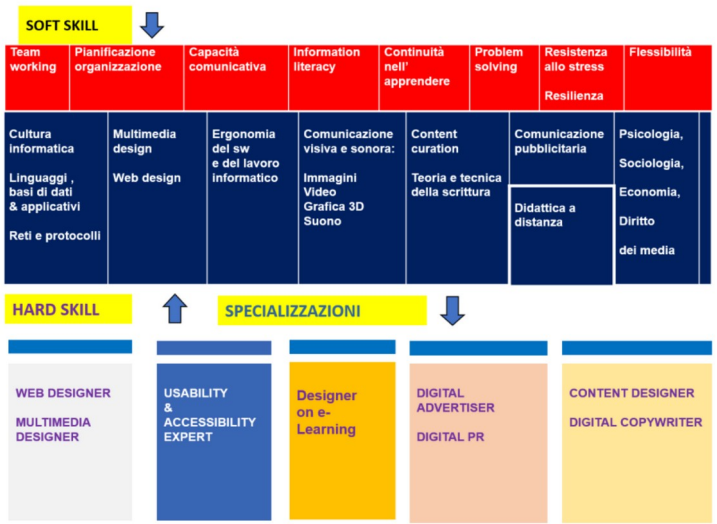 SOFT SKILL
Team
working
Pianificazione
organizzazione
Capacità
comunicativa
Information
literacy
Continuità
nell'
apprendere
Problem
solving
Resistenza
allo stress
Resilienza
Flessibilità
Cultura
informatica
Linguaggi ,
basi di dati
& applicativi
Reti e protocolli
Multimedia
design
Web design
Ergonomia
del sw
e del lavoro
informatico
Comunicazione
visiva e sonora:
Immagini
Video
Grafica 3D
Suono
Content
curation
Teoria e tecnica
della scrittura
Comunicazione
pubblicitaria
Didattica a
distanza
Psicologia,
Sociologia,
Economia,
Diritto
dei media
HARD SKILL
SPECIALIZZAZIONI
WEB DESIGNER
MULTIMEDIA
DESIGNER
USABILITY
&
ACCESSIBILITY
EXPERT
Designer
on e-
Learning
DIGITAL
ADVERTISER
DIGITAL PR
CONTENT DESIGNER
DIGITAL COPYWRITER